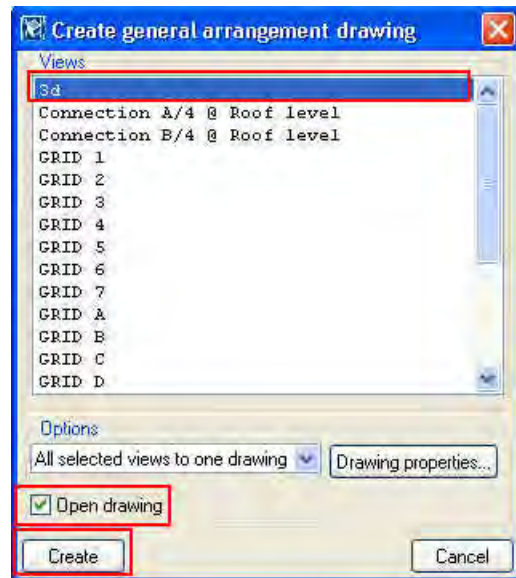 Create general arrangement drawing
Views
3d
Connection A/4 @ Roof level
Connection B/4 @ Roof level
GRID 1
GRID 2
GRID 3
GRID 4
GRID 5
GRID 6
GRID 7
GRID A
GRID B
GRID C
GRID D
Options
All selected views to one drawing
Drawing properties...
Open drawing
Create
Cancel